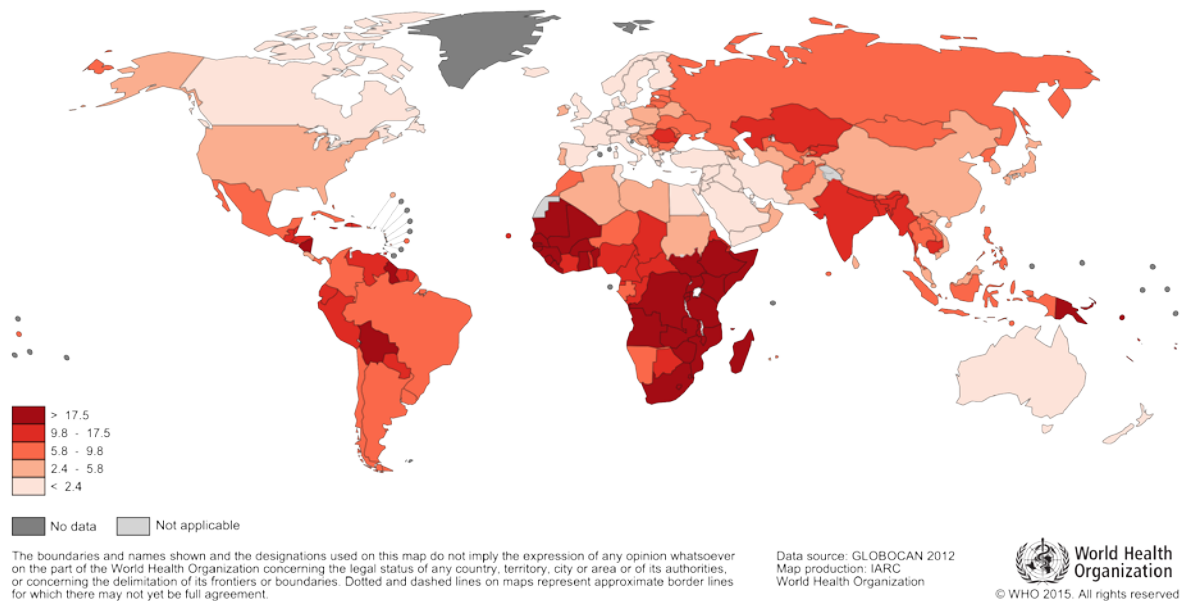 > 17.5
9.8 - 17.5
5.8 - 9.8
2.4 - 5.8
< 2.4
No data
Not applicable
The boundaries and names shown and the designations used on this map do not imply the expression of any opinion whatsoever
on the part of the World Health Organization concerning the legal status of any country, territory, city or area or of its authorities,
or concerning the delimitation of its frontiers or boundaries. Dotted and dashed lines on maps represent approximate border lines
for which there may not yet be full agreement.
Data source: GLOBOCAN 2012
Map production: IARC
World Health Organization
World Health
Organization
© WHO 2015. All rights reserved